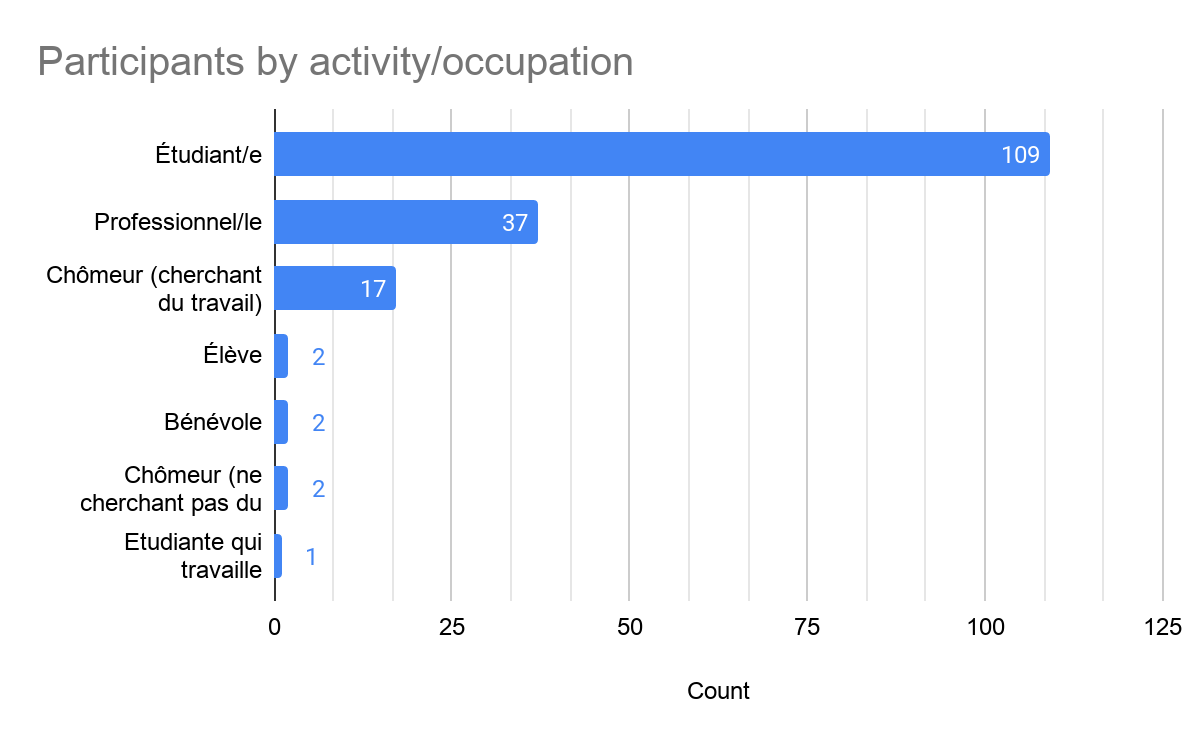 Participants by activity/occupation
Étudiant/e
109
Professionnel/le
37
Chômeur (cherchant
du travail)
17
Élève
2
Bénévole
2
Chômeur (ne
cherchant pas du
2
Etudiante qui
travaille
1
0 25 50 75 100 125
Count